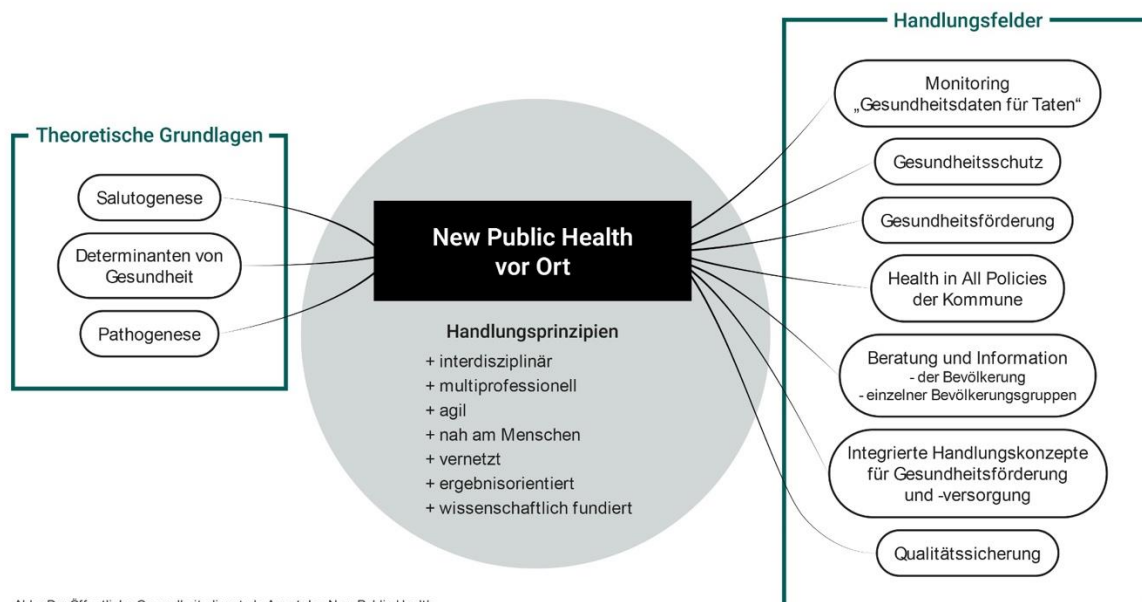 Theoretische Grundlagen
Salutogenese
Determinanten von
Gesundheit
Pathogenese
New Public Health
vor Ort
Handlungsprinzipien
+ interdisziplinär
+ multiprofessionell
+ agil
+ nah am Menschen
+ vernetzt
+ ergebnisorientiert
+ wissenschaftlich fundiert
Handlungsfelder
Monitoring
„Gesundheitsdaten für Taten“
Gesundheitsschutz
Gesundheitsförderung
Health in All Policies
der Kommune
Beratung und Information
- der Bevölkerung
- einzelner Bevölkerungsgruppen
Integrierte Handlungskonzepte
für Gesundheitsförderung
und -versorgung
Qualitätssicherung